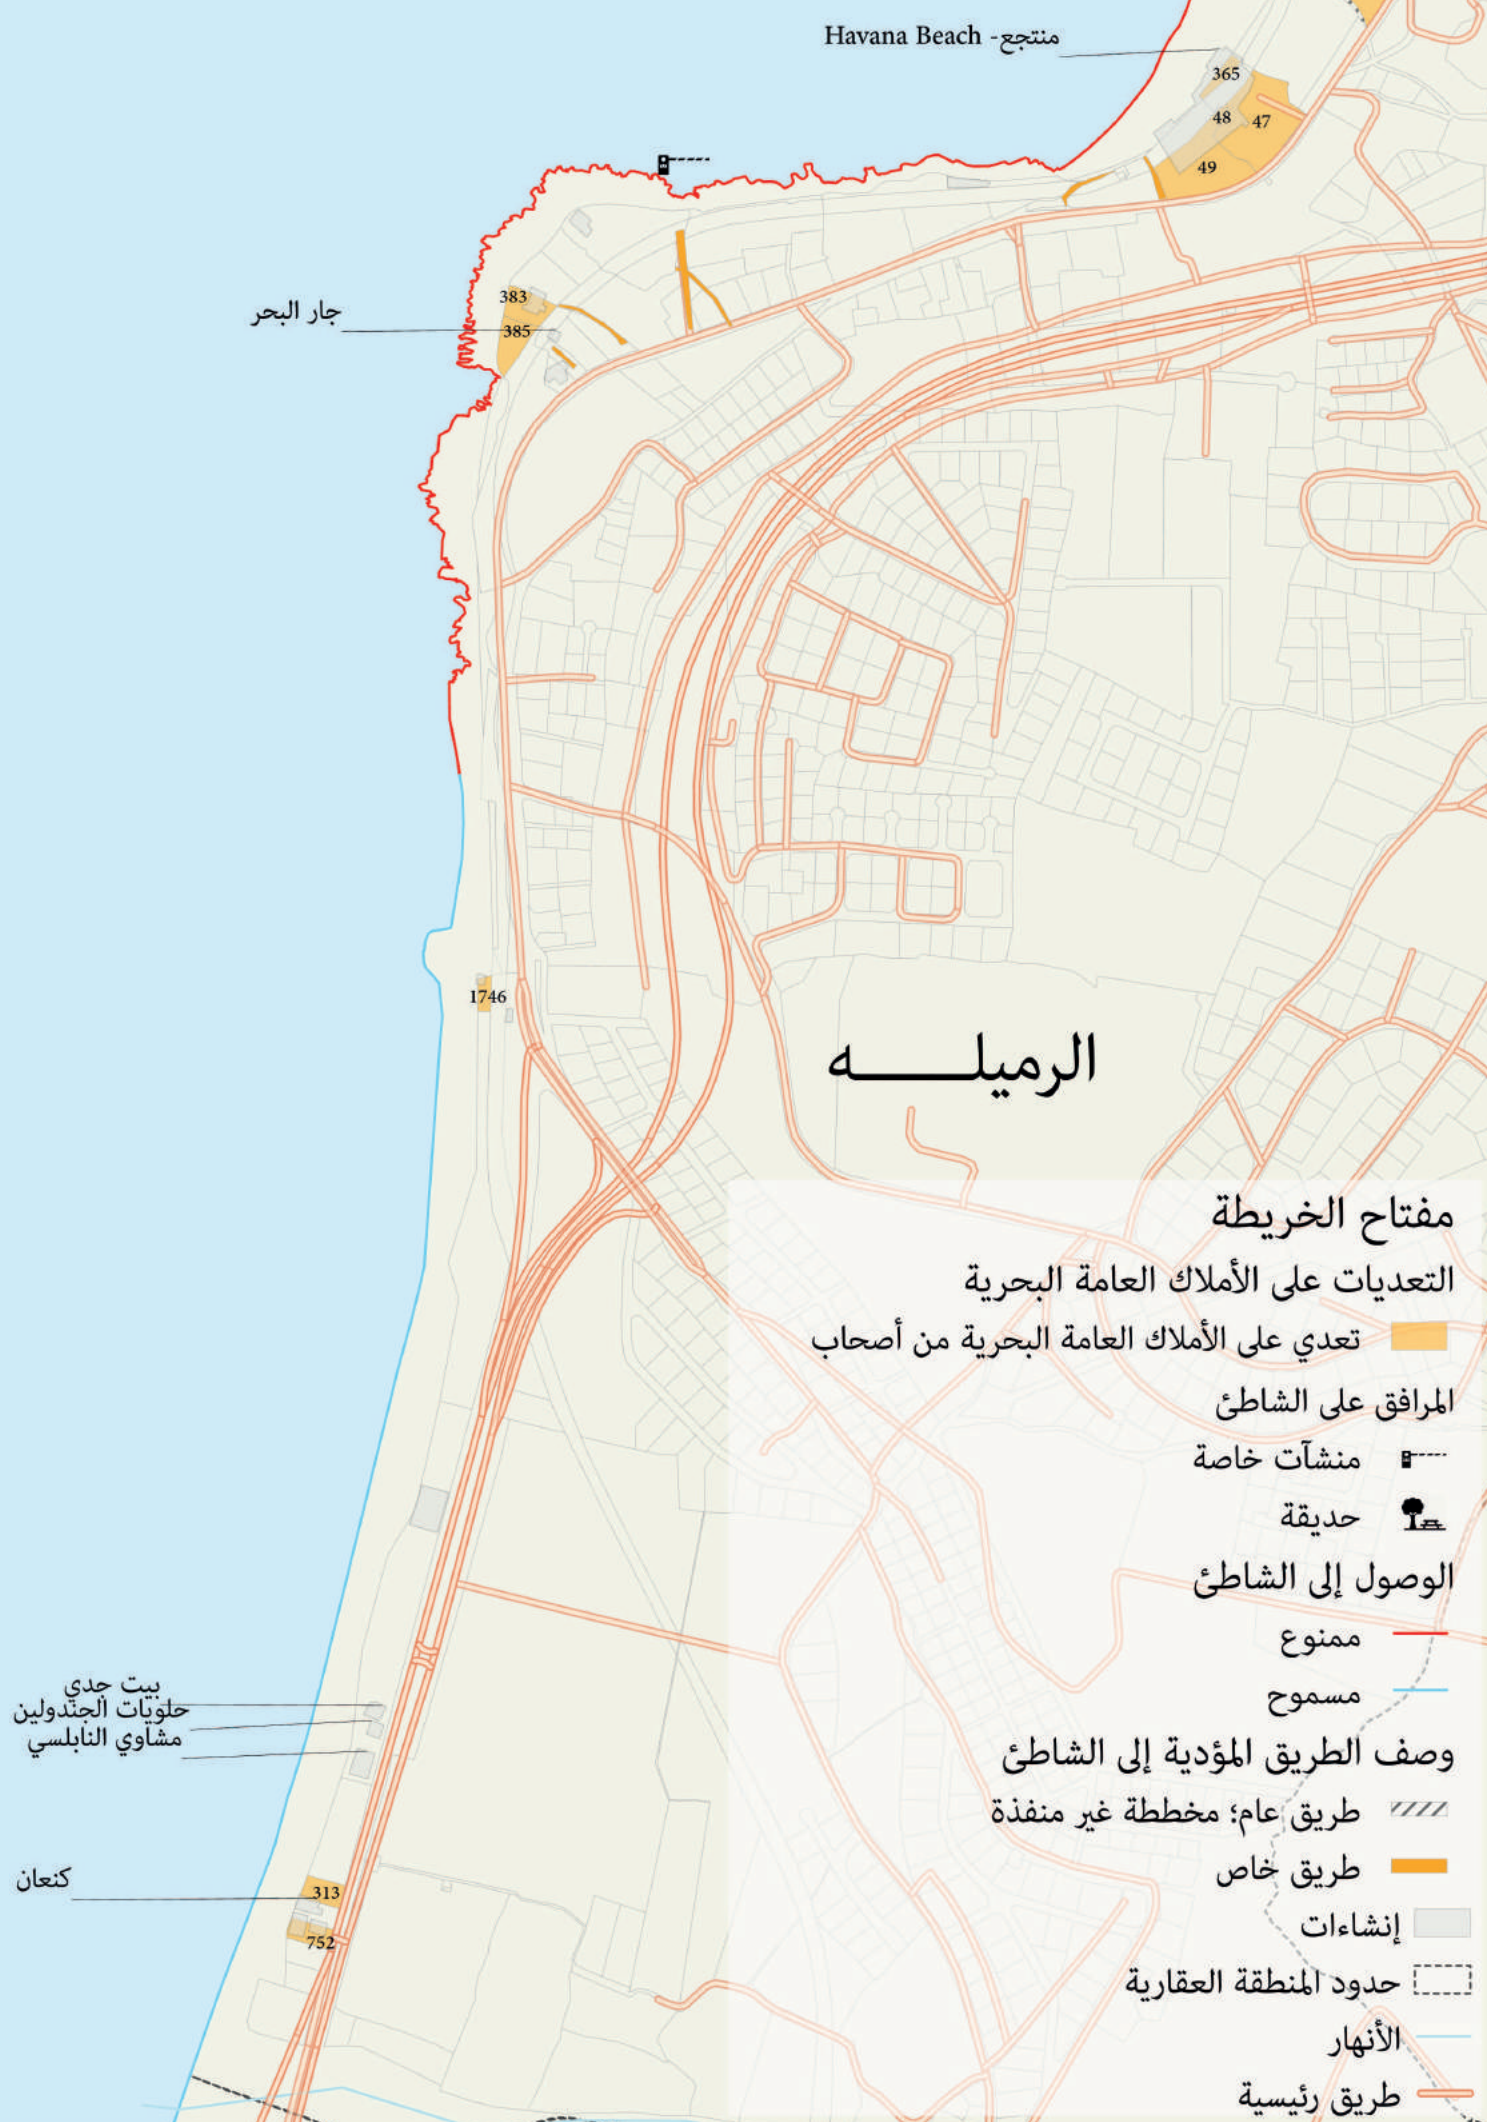 منتجع- Havana Beach
365
48
47
49
383
385
جار البحر
1746
الرميلـــــه
بيت جدي
حلويات الجندولين
مشاوي النابلسي
كنعان
313
752
مفتاح الخريطة
التعديات على الأملاك العامة البحرية
تعدي على الأملاك العامة البحرية من أصحاب
المرافق على الشاطئ
منشآت خاصة
حديقة
الوصول إلى الشاطئ
ممنوع
مسموح
وصف الطريق المؤدية إلى الشاطئ
طريق عام؛ مخططة غير منفذة
طريق خاص
إنشاءات
حدود المنطقة العقارية
الأنهار
طريق رئيسية